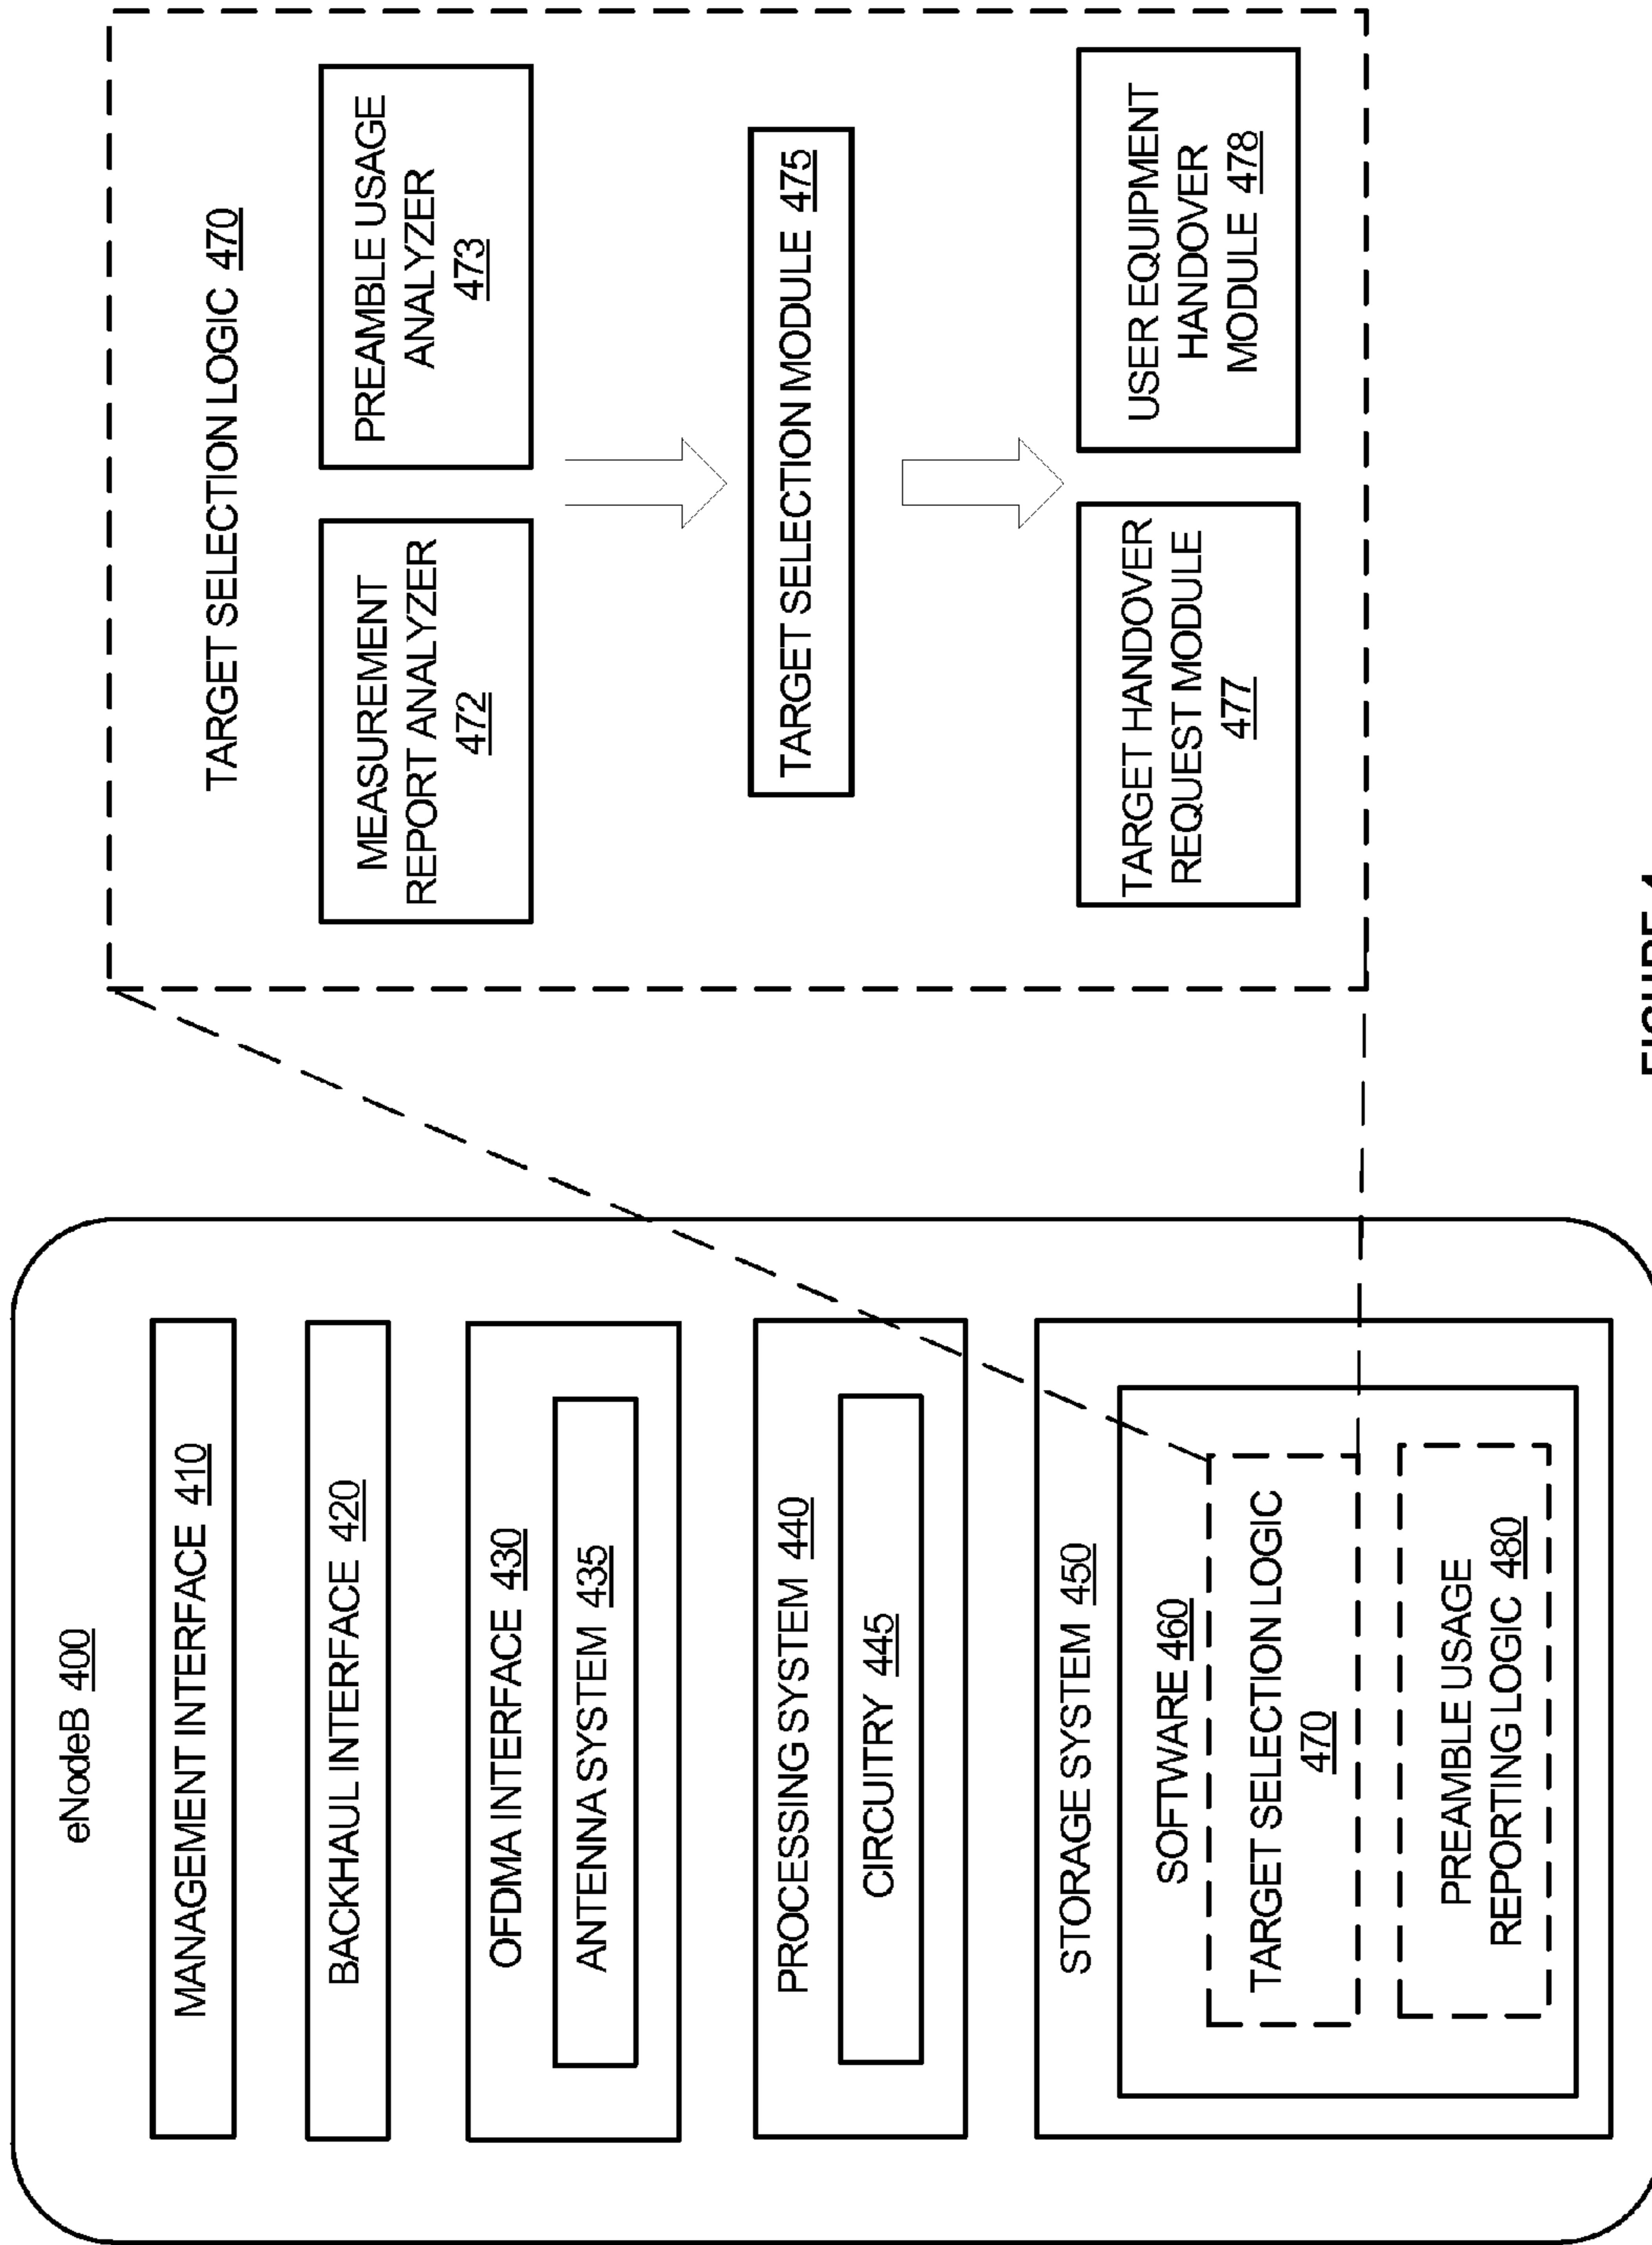 eNodeB 400
MANAGEMENT INTERFACE 410
BACKHAUL INTERFACE 420
OFDMA INTERFACE 430
ANTENNA SYSTEM 435
PROCESSING SYSTEM 440
CIRCUITRY 445
STORAGE SYSTEM 450
SOFTWARE 460
TARGET SELECTION LOGIC
470
PREAMBLE USAGE
REPORTING LOGIC 480
TARGET SELECTION LOGIC 470
MEASUREMENT
REPORT ANALYZER
472
PREAMBLE USAGE
ANALYZER
473
TARGET SELECTION MODULE 475
TARGET HANDOVER
REQUEST MODULE
477
USER EQUIPMENT
HANDOVER
MODULE 478
FIGURE 4